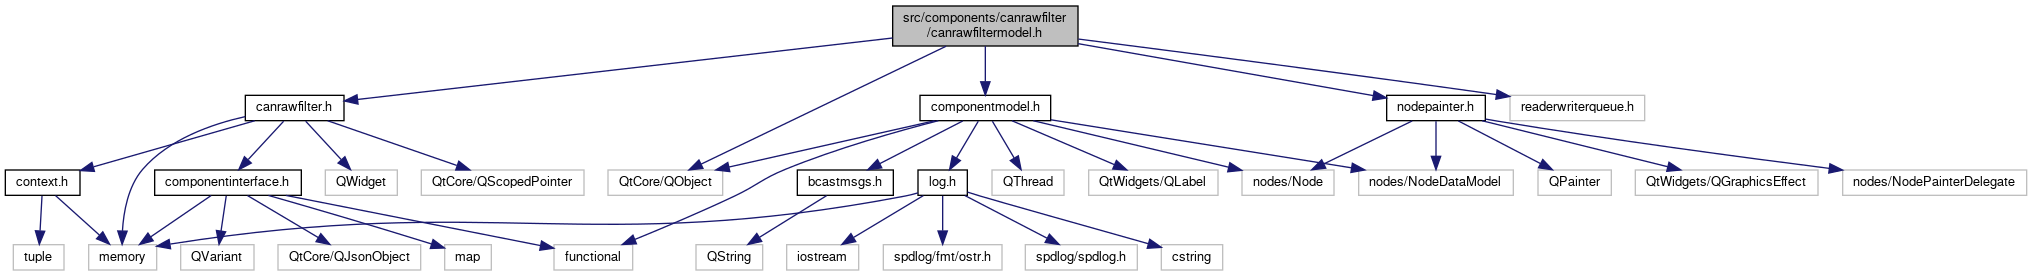 src/components/canrawfilter
/canrawfiltermodel.h
canrawfilter.h
componentmodel.h
nodepainter.h
readerwriterqueue.h
context.h
componentinterface.h
QWidget
QtCore/QScopedPointer
QtCore/QObject
bcastmsgs.h
log.h
QThread
QtWidgets/QLabel
nodes/Node
nodes/NodeDataModel
QPainter
QtWidgets/QGraphicsEffect
nodes/NodePainterDelegate
tuple
memory
QVariant
QtCore/QJsonObject
map
functional
QString
iostream
spdlog/fmt/ostr.h
spdlog/spdlog.h
cstring